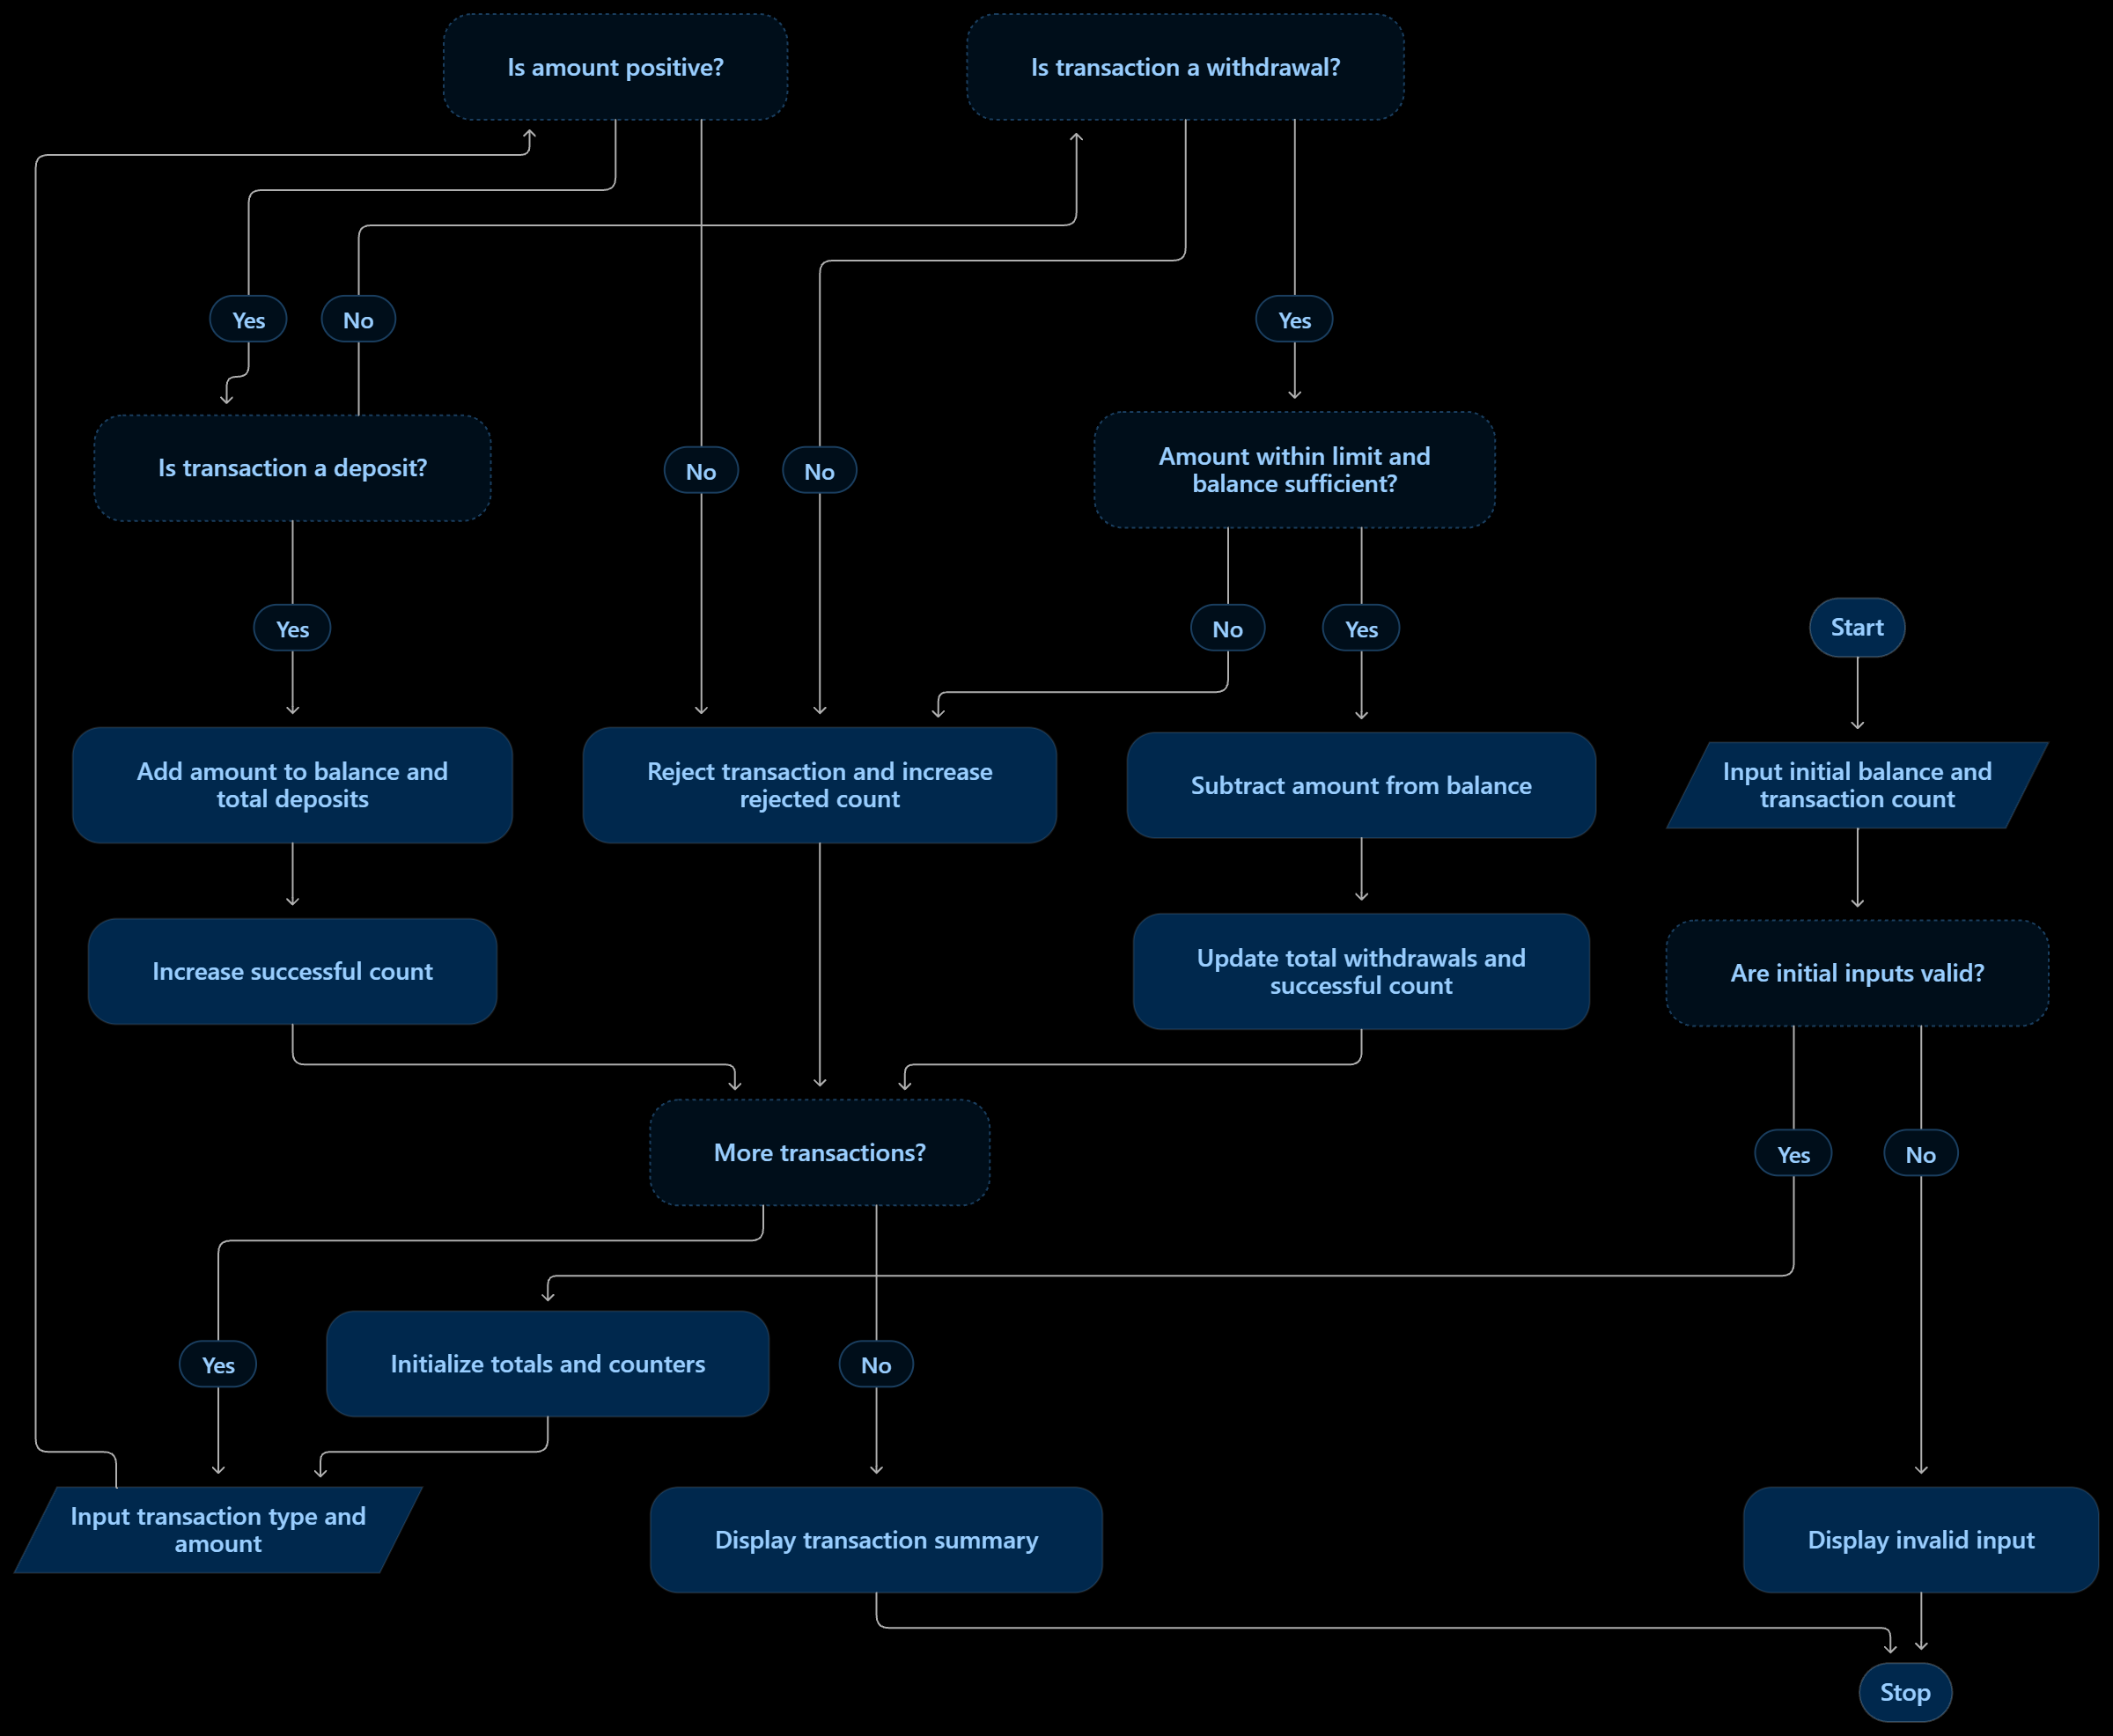 Is amount positive?
Is transaction a withdrawal?
Yes
No
Yes
Is transaction a deposit?
No
No
Amount within limit and
balance sufficient?
Yes
No
Yes
Start
Add amount to balance and
total deposits
Reject transaction and increase
rejected count
Subtract amount from balance
Input initial balance and
transaction count
Increase successful count
Update total withdrawals and
successful count
Are initial inputs valid?
More transactions?
Yes
No
Yes
Initialize totals and counters
No
Input transaction type and
amount
Display transaction summary
Display invalid input
Stop